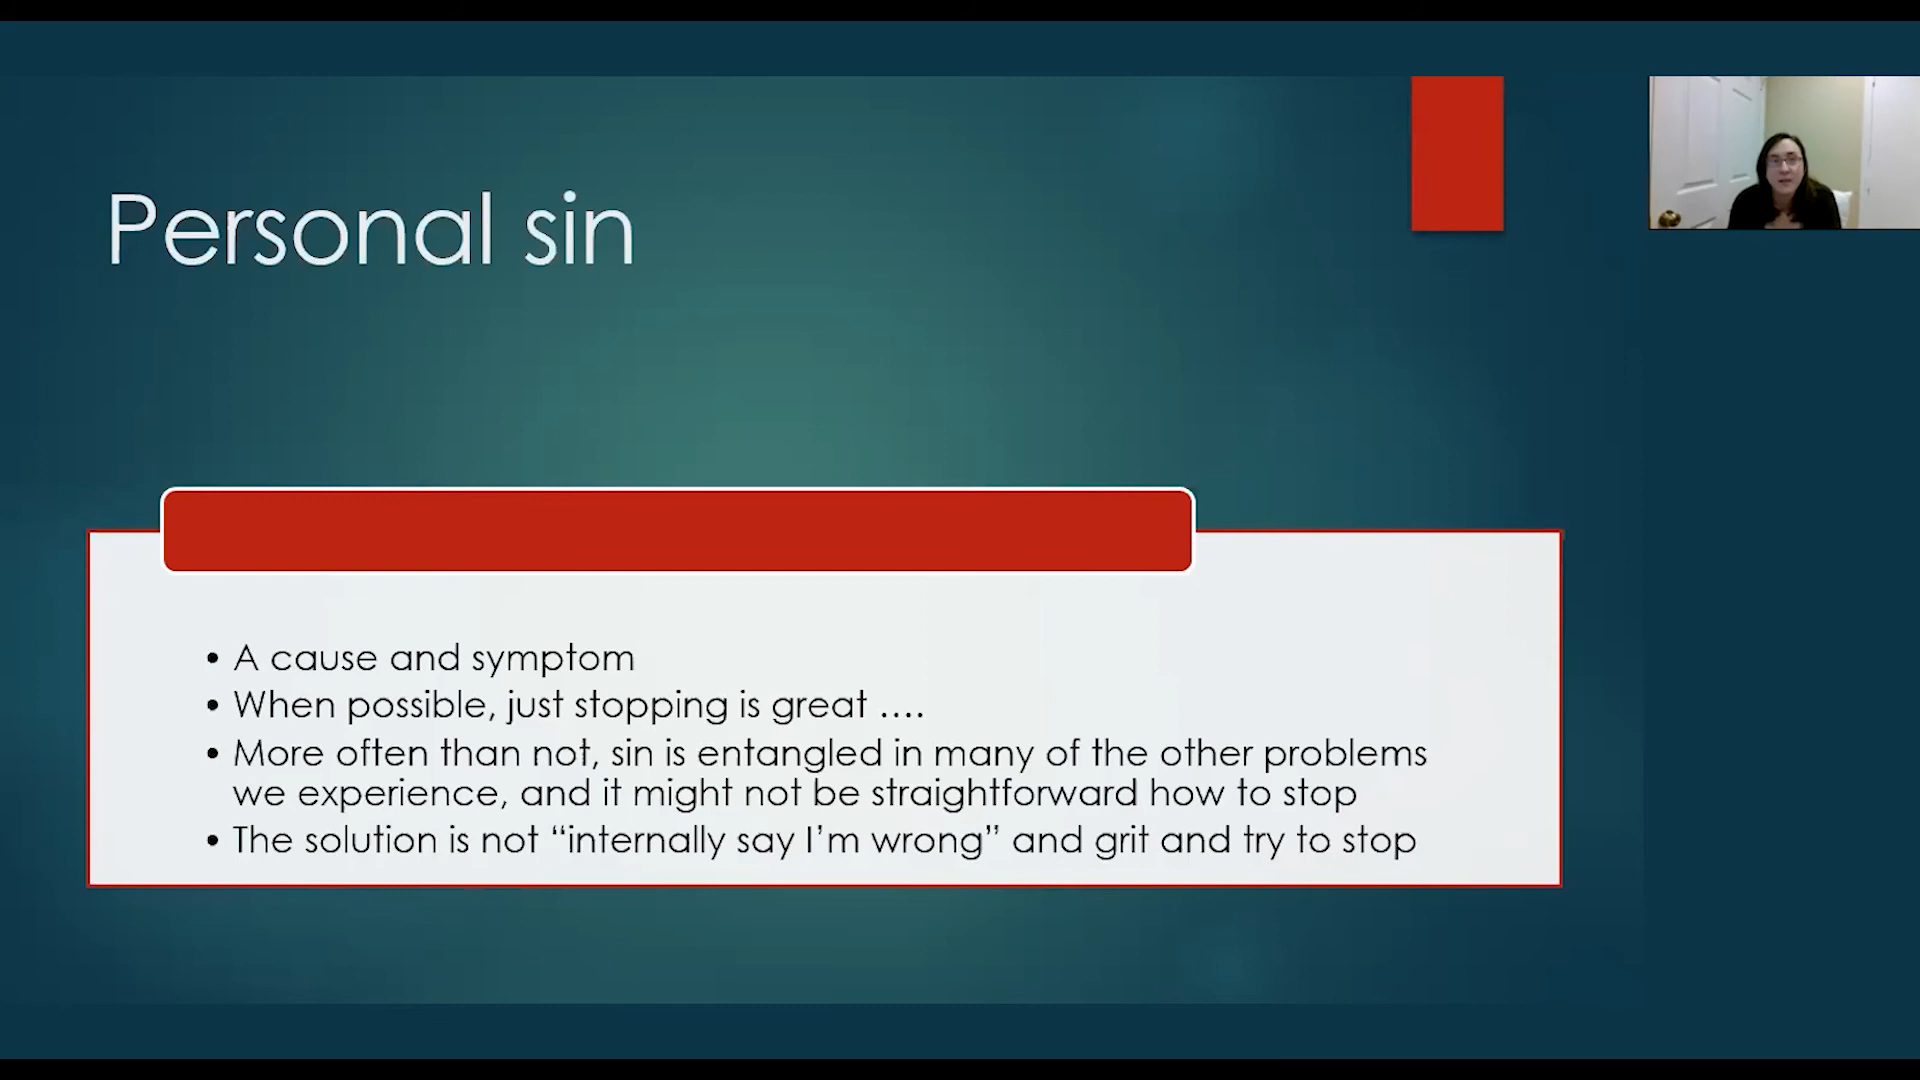 Personal sin
• A cause and symptom
• When possible, just stopping is great ....
• More often than not, sin is entangled in many of the other problems
we experience, and it might not be straightforward how to stop
• The solution is not “internally say I’m wrong” and grit and try to stop